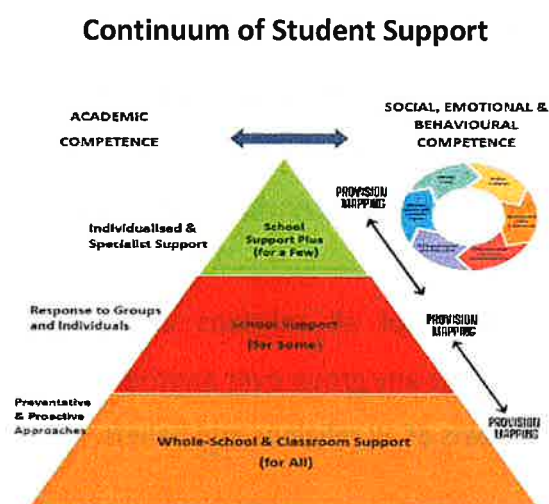 Continuum of Student Support
ACADEMIC
COMPETENCE
SOCIAL, EMOTIONAL &
BEHAVIOURAL
COMPETENCE
PROVISION
MAPPING
Individualised &
Specialist Support
School
Support Plus
(for a Few)
Response to Groups
and Individuals
School Support
(for Some)
PROVISION
MAPPING
Preventative
& Proactive
Approaches
Whole-School & Classroom Support
(for All)
PROVISION
MAPPING